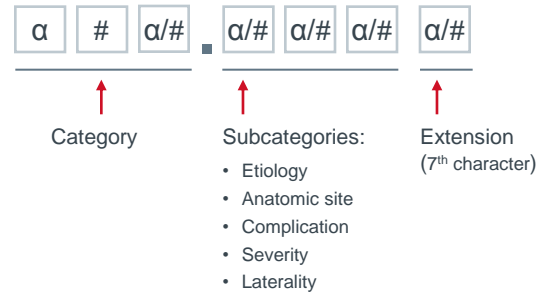 α # α/# . α/# α/# α/# α/#
Category Subcategories: Extension
(7th character)
• Etiology
• Anatomic site
• Complication
• Severity
• Laterality